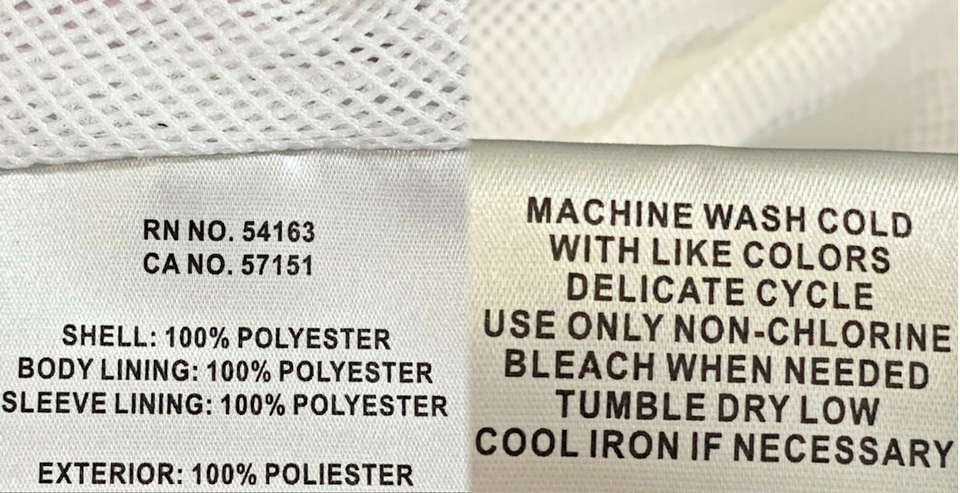 RN NO. 54163
CA NO. 57151
SHELL: 100% POLYESTER
BODY LINING: 100% POLYESTER
SLEEVE LINING: 100% POLYESTER
EXTERIOR: 100% POLIESTER
MACHINE WASH COLD
WITH LIKE COLORS
DELICATE CYCLE
USE ONLY NON-CHLORINE
BLEACH WHEN NEEDED
TUMBLE DRY LOW
COOL IRON IF NECESSARY